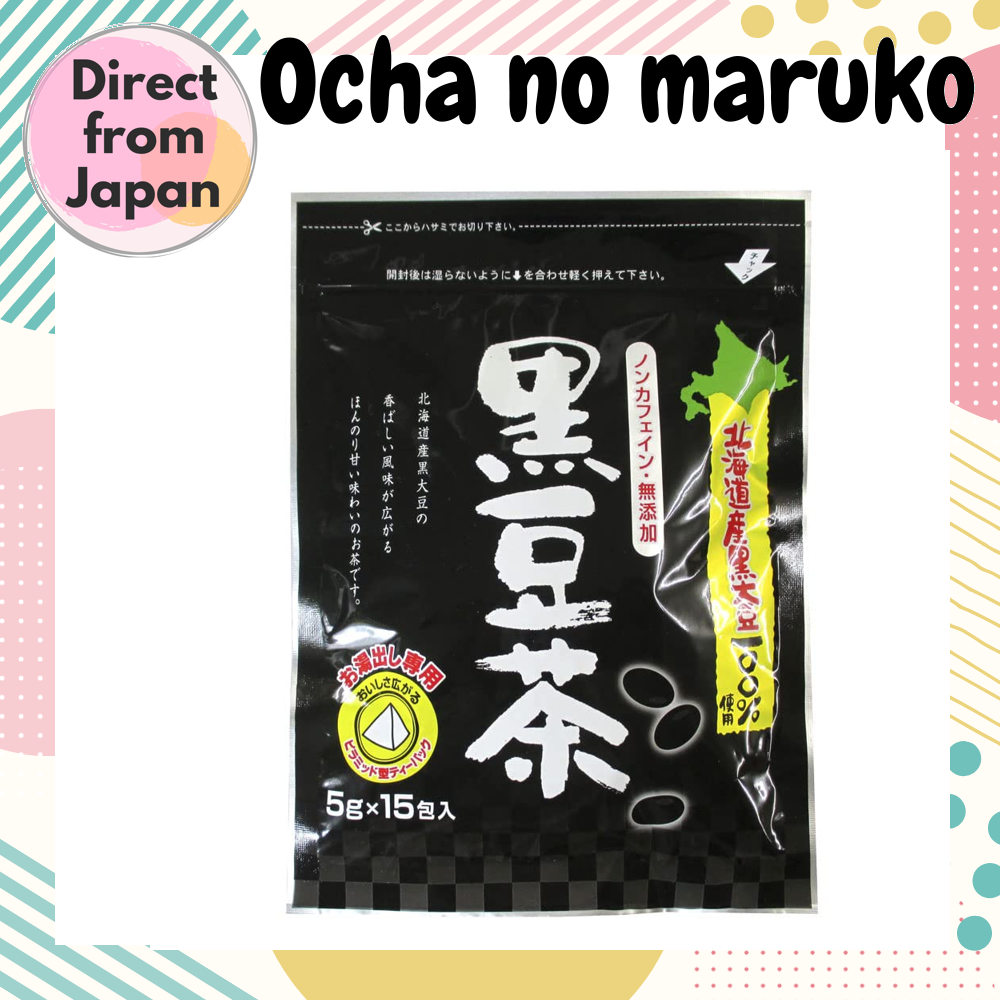 Direct
from
Japan
Ocha no maruko
ここからハサミでお切り下さい。
チャック
開封後は湿らないように⬇を合わせ軽く押えて下さい。
北海道産黒大豆100%
使用
ノンカフェイン・無添加
黒豆茶
北海道産黒大豆の
香ばしい風味が広がる
ほんのり甘い味わいのお茶です。
お湯出し専用
おいしさ広がる
ピラミッド型ティーパック
5g×15包入